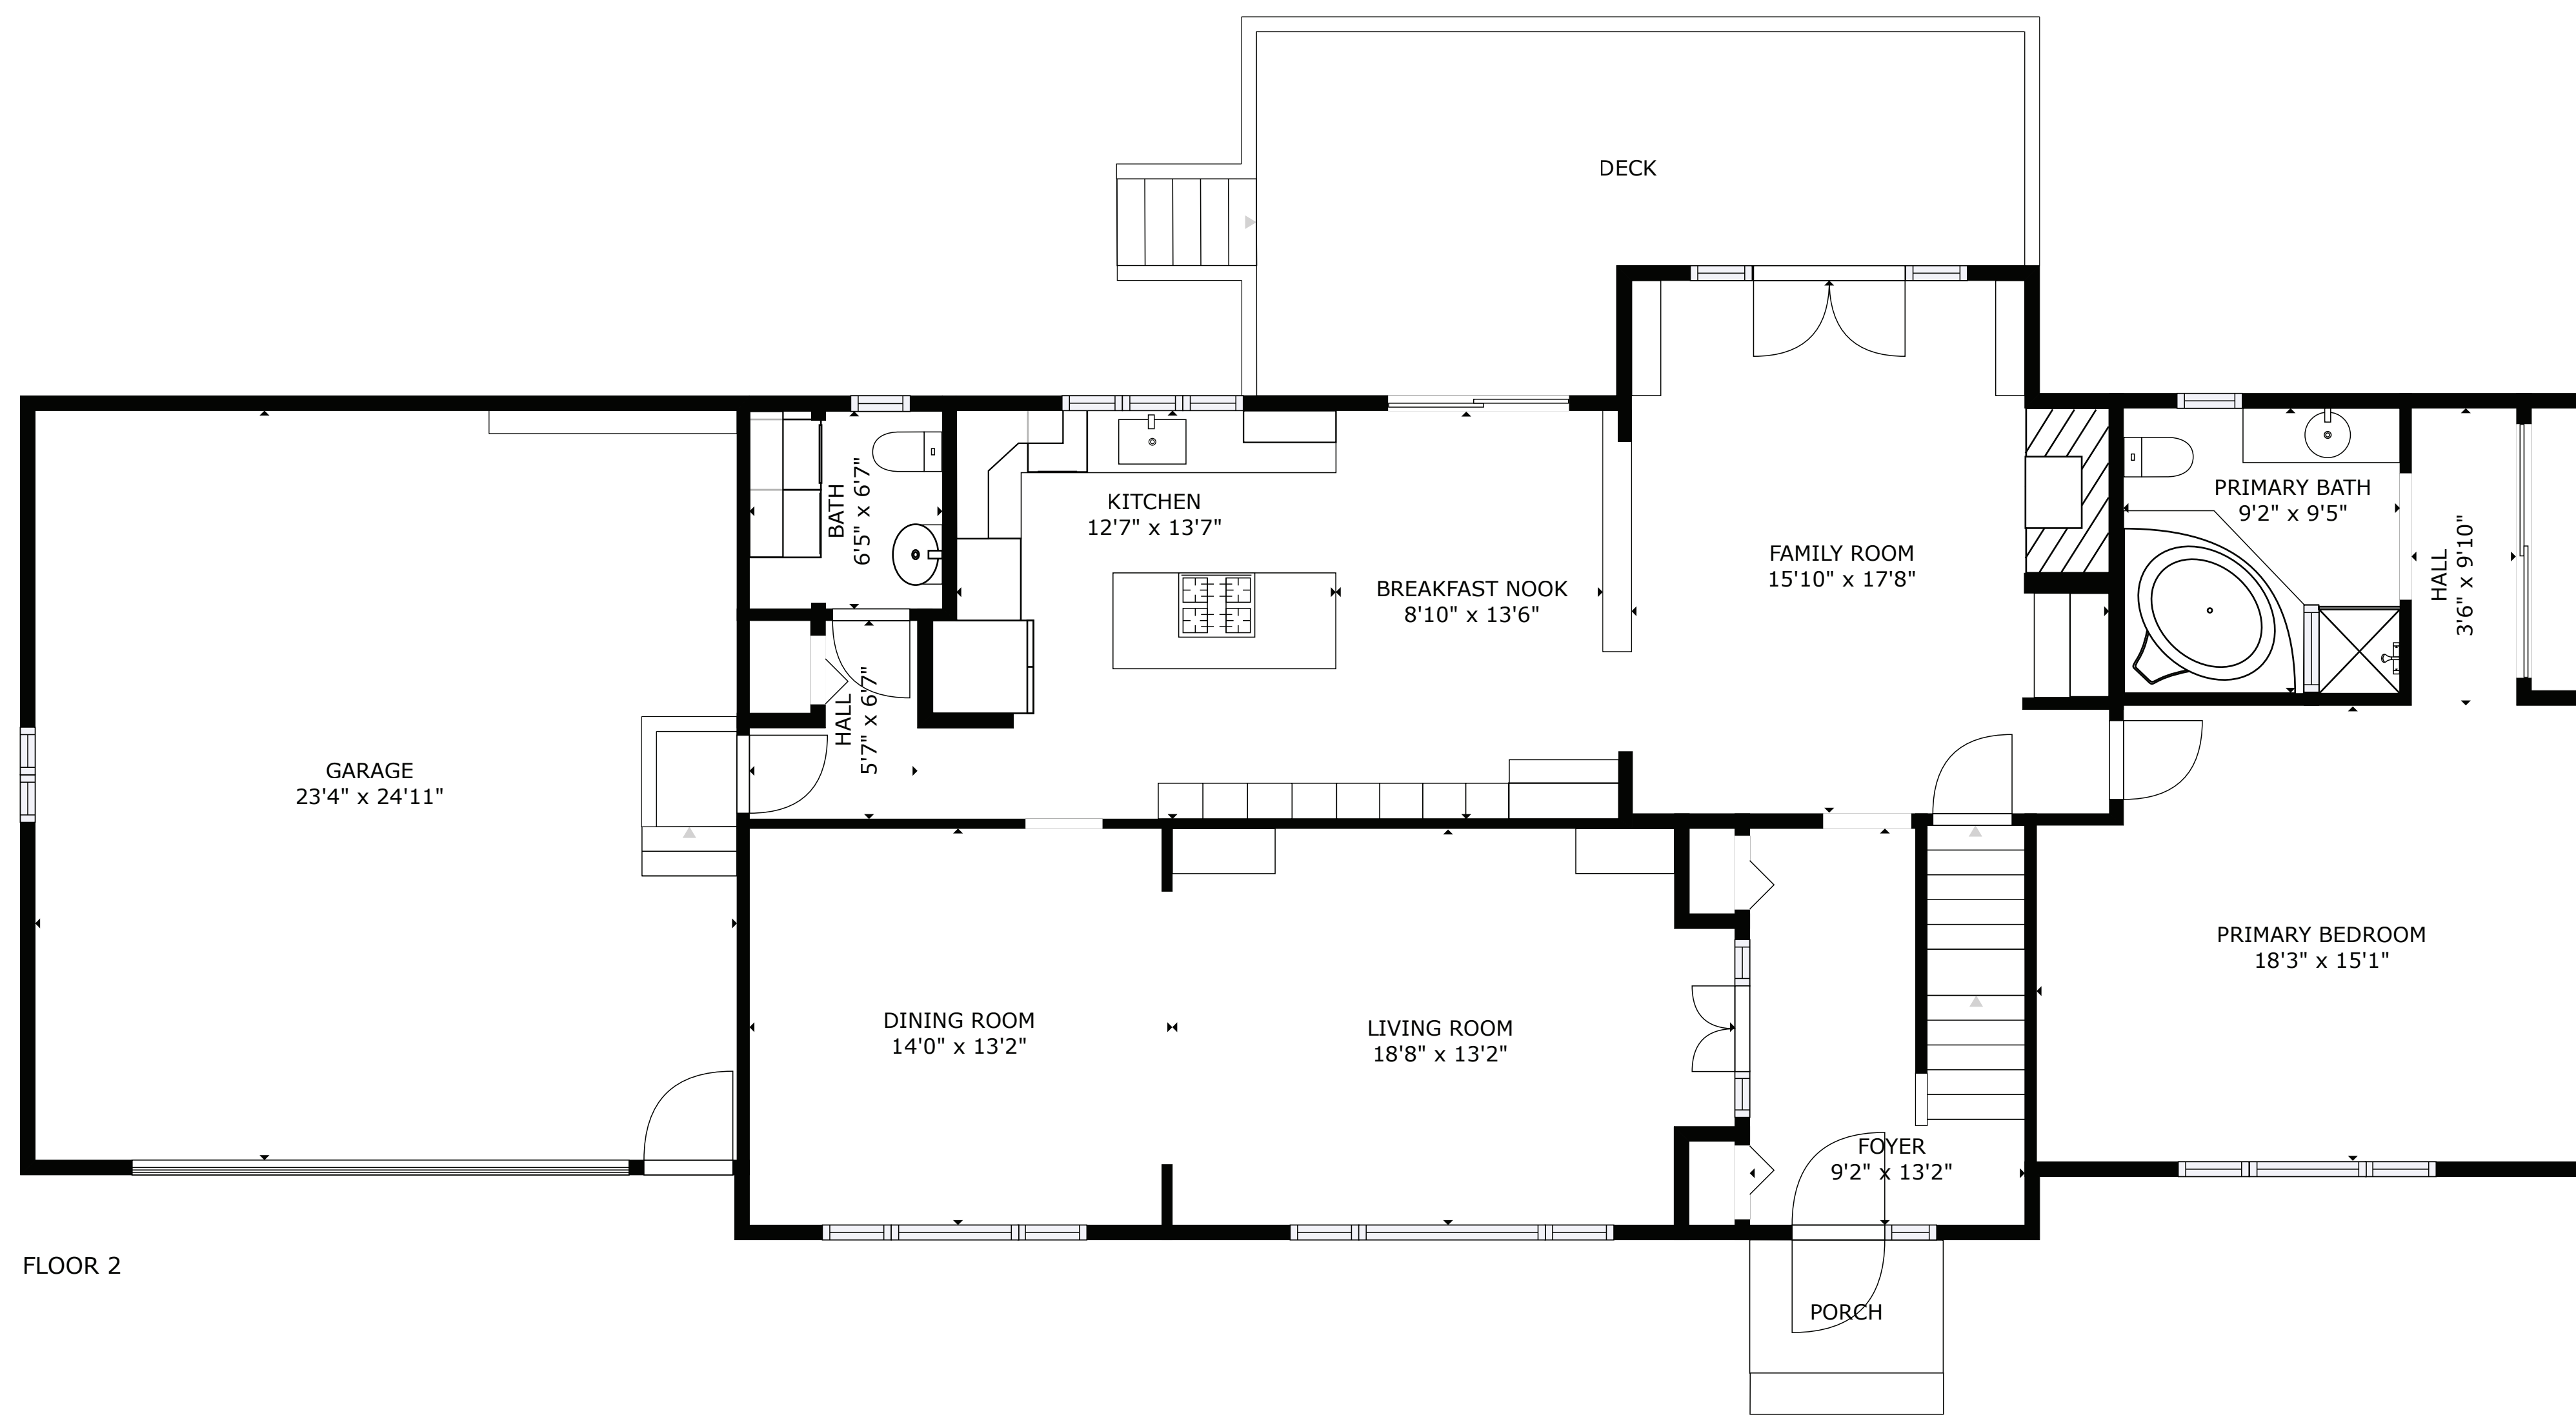 DECK
KITCHEN
12'7" x 13'7"
BATH
6'5" x 6'7"
BREAKFAST NOOK
8'10" x 13'6"
FAMILY ROOM
15'10" x 17'8"
PRIMARY BATH
9'2" x 9'5"
HALL
3'6" x 9'10"
HALL
5'7" x 6'7"
GARAGE
23'4" x 24'11"
DINING ROOM
14'0" x 13'2"
LIVING ROOM
18'8" x 13'2"
PRIMARY BEDROOM
18'3" x 15'1"
FOYER
9'2" x 13'2"
FLOOR 2
PORCH